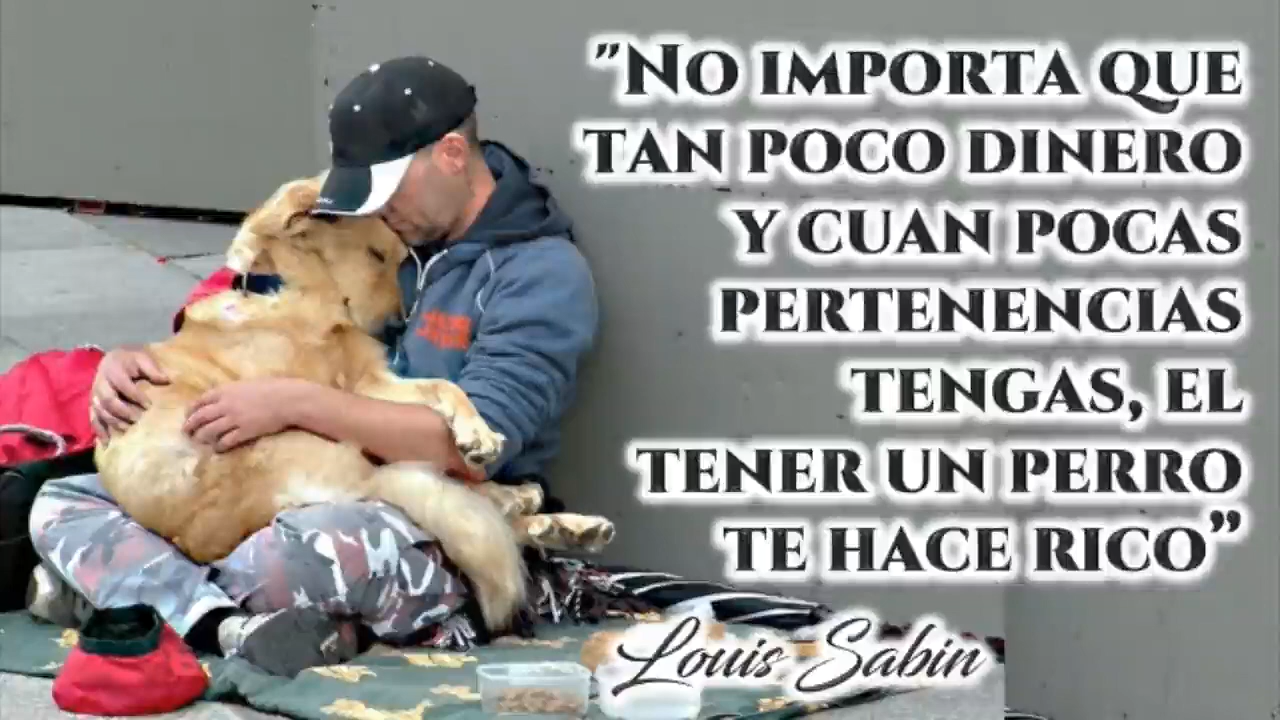 "No importa que
tan poco dinero
y cuan pocas
pertenencias
tengas, el
tener un perro
te hace rico”
Louis Sabin